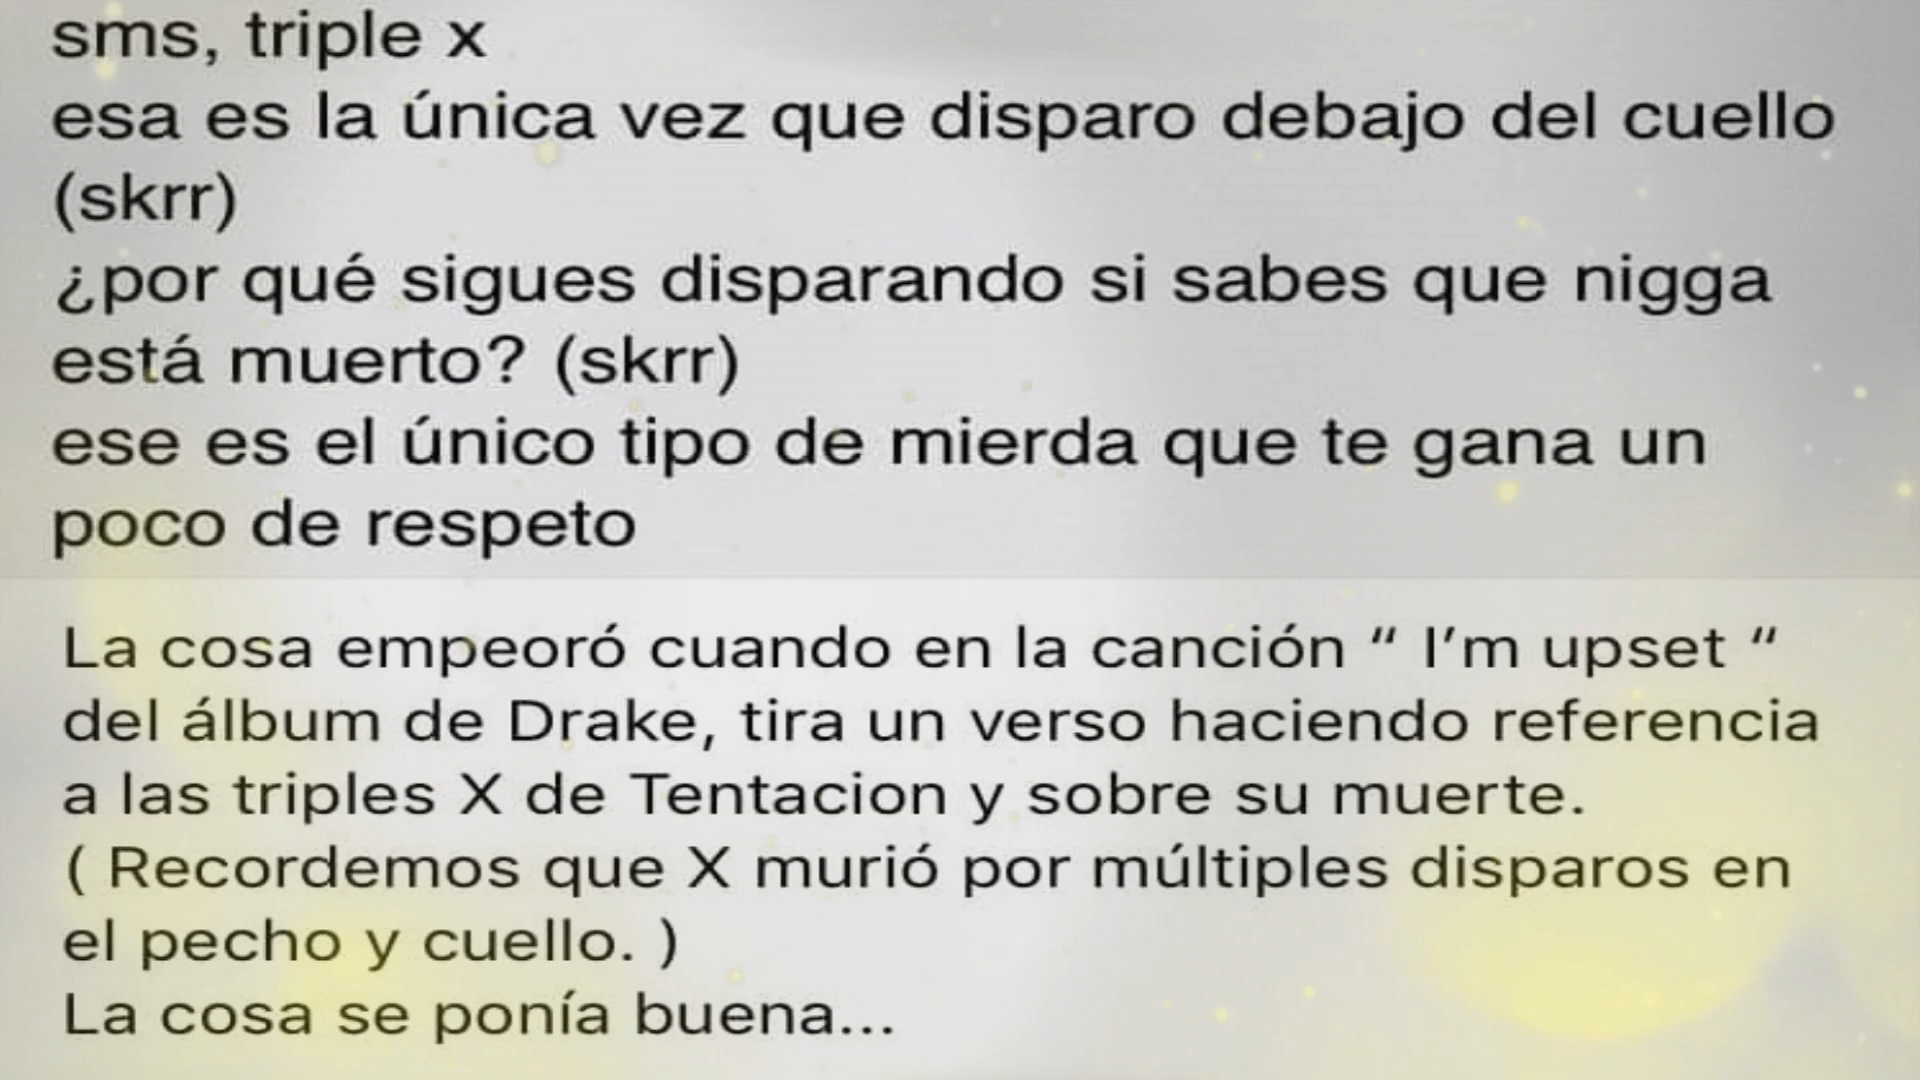 sms, triple x
esa es la única vez que disparo debajo del cuello
(skrr)
¿por qué sigues disparando si sabes que nigga
está muerto? (skrr)
ese es el único tipo de mierda que te gana un
poco de respeto
La cosa empeoró cuando en la canción “ I’m upset “
del álbum de Drake, tira un verso haciendo referencia
a las triples X de Tentacion y sobre su muerte.
( Recordemos que X murió por múltiples disparos en
el pecho y cuello. )
La cosa se ponía buena...